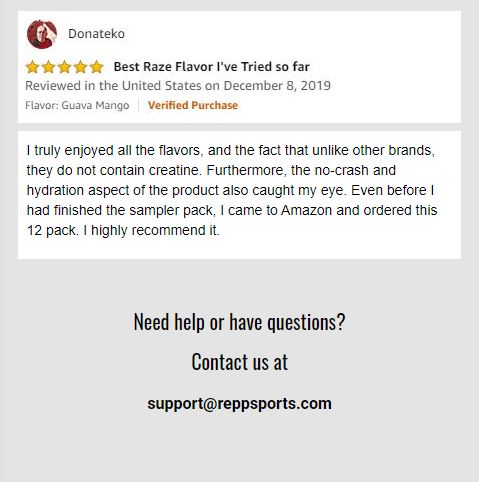 Donateko
Best Raze Flavor I've Tried so far
Reviewed in the United States on December 8, 2019
Flavor: Guava Mango | Verified Purchase
I truly enjoyed all the flavors, and the fact that unlike other brands,
they do not contain creatine. Furthermore, the no-crash and
hydration aspect of the product also caught my eye. Even before I
had finished the sampler pack, I came to Amazon and ordered this
12 pack. I highly recommend it.
Need help or have questions?
Contact us at
support@reppsports.com